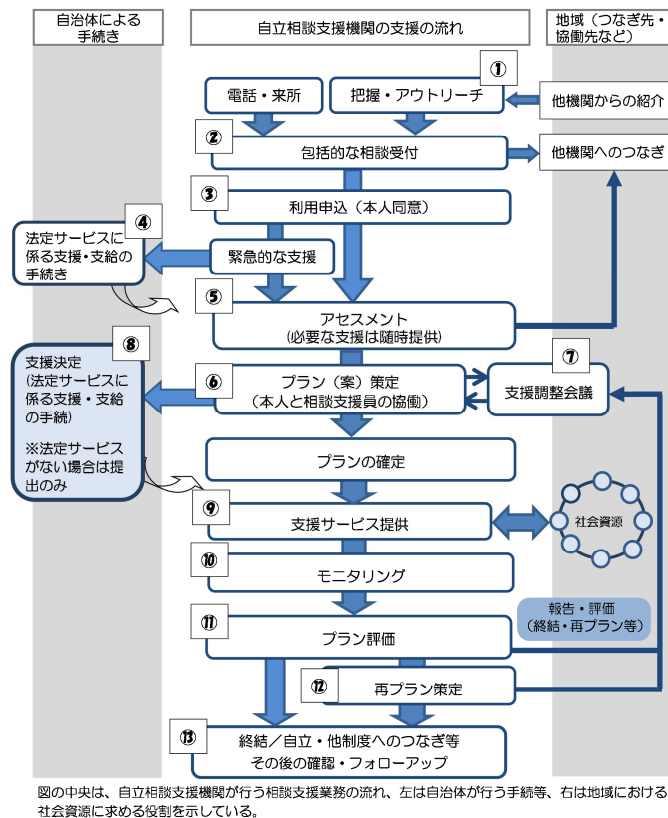 自治体による
手続き
自立相談支援機関の支援の流れ
地域（つなぎ先・
協働先など）
①
電話・来所
把握・アウトリーチ
他機関からの紹介
②
包括的な相談受付
他機関へのつなぎ
③
利用申込（本人同意）
④
法定サービスに
係る支援・支給の
手続き
緊急的な支援
⑤
アセスメント
(必要な支援は随時提供)
⑧
支援決定
(法定サービスに
係る支援・支給
の手続)
※法定サービス
がない場合は提
出のみ
⑥
プラン（案）策定
（本人と相談支援員の協働）
⑦
支援調整会議
プランの確定
⑨
支援サービス提供
社会資源
⑩
モニタリング
⑪
プラン評価
報告・評価
（終結・再プラン等）
⑫
再プラン策定
⑬
終結／自立・他制度へのつなぎ等
その後の確認・フォローアップ
図の中央は、自立相談支援機関が行う相談支援業務の流れ、左は自治体が行う手続等、右は地域における
社会資源に求める役割を示している。